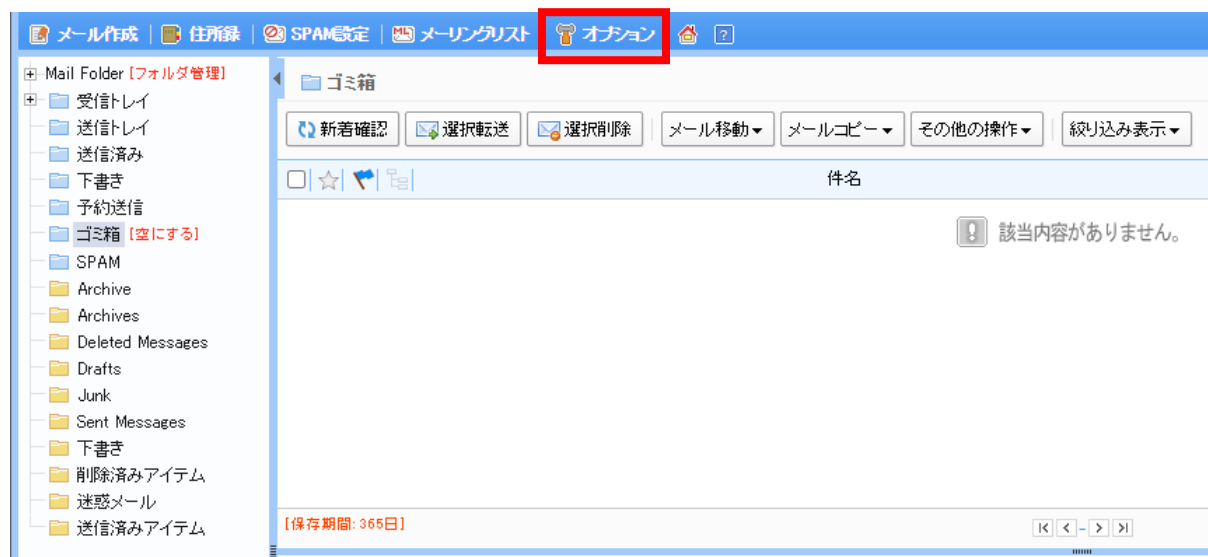 メール作成 | 住所録 | SPAM設定 | メーリングリスト オプション
Mail Folder [フォルダ管理]
受信トレイ
送信トレイ
送信済み
下書き
予約送信
ゴミ箱 [空にする]
SPAM
Archive
Archives
Deleted Messages
Drafts
Junk
Sent Messages
下書き
削除済みアイテム
迷惑メール
送信済みアイテム
ゴミ箱
新着確認 選択転送 選択削除 メール移動▼ メールコピー▼ その他の操作▼ 絞り込み表示▼
件名
該当内容がありません。
[保存期間: 365日]